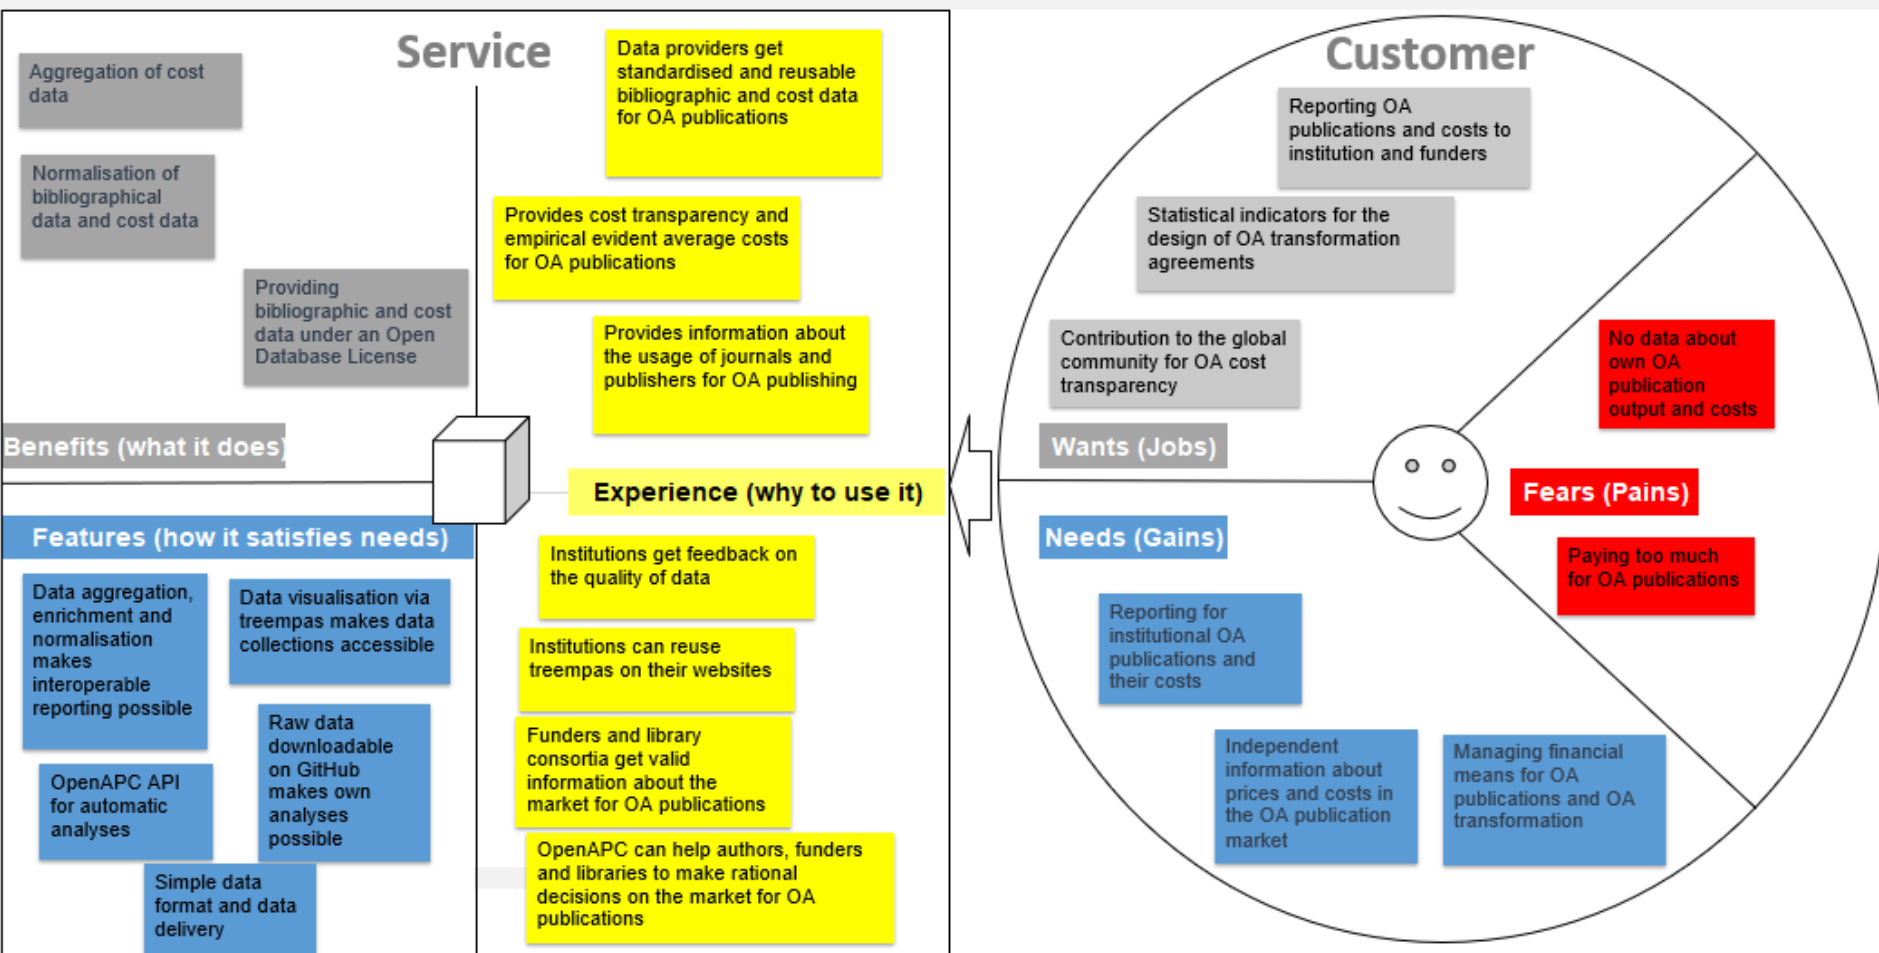 Service
Aggregation of cost
data
Normalisation of
bibliographical
data and cost data
Providing
bibliographic and cost
data under an Open
Database License
Benefits (what it does)
Data providers get
standardised and reusable
bibliographic and cost data
for OA publications
Provides cost transparency and
empirical evident average costs
for OA publications
Provides information about
the usage of journals and
publishers for OA publishing
Experience (why to use it)
Institutions get feedback on
the quality of data
Institutions can reuse
treempas on their websites
Funders and library
consortia get valid
information about the
market for OA publications
OpenAPC can help authors, funders
and libraries to make rational
decisions on the market for OA
publications
Features (how it satisfies needs)
Data aggregation,
enrichment and
normalisation
makes
interoperable
reporting possible
Data visualisation via
treempas makes data
collections accessible
Raw data
downloadable
on GitHub
makes own
analyses
possible
OpenAPC API
for automatic
analyses
Simple data
format and data
delivery
Customer
Reporting OA
publications and costs to
institution and funders
Statistical indicators for the
design of OA transformation
agreements
Contribution to the global
community for OA cost
transparency
Wants (Jobs)
No data about
own OA
publication
output and costs
Fears (Pains)
Paying too much
for OA publications
Needs (Gains)
Reporting for
institutional OA
publications and
their costs
Independent
information about
prices and costs in
the OA publication
market
Managing financial
means for OA
publications and OA
transformation